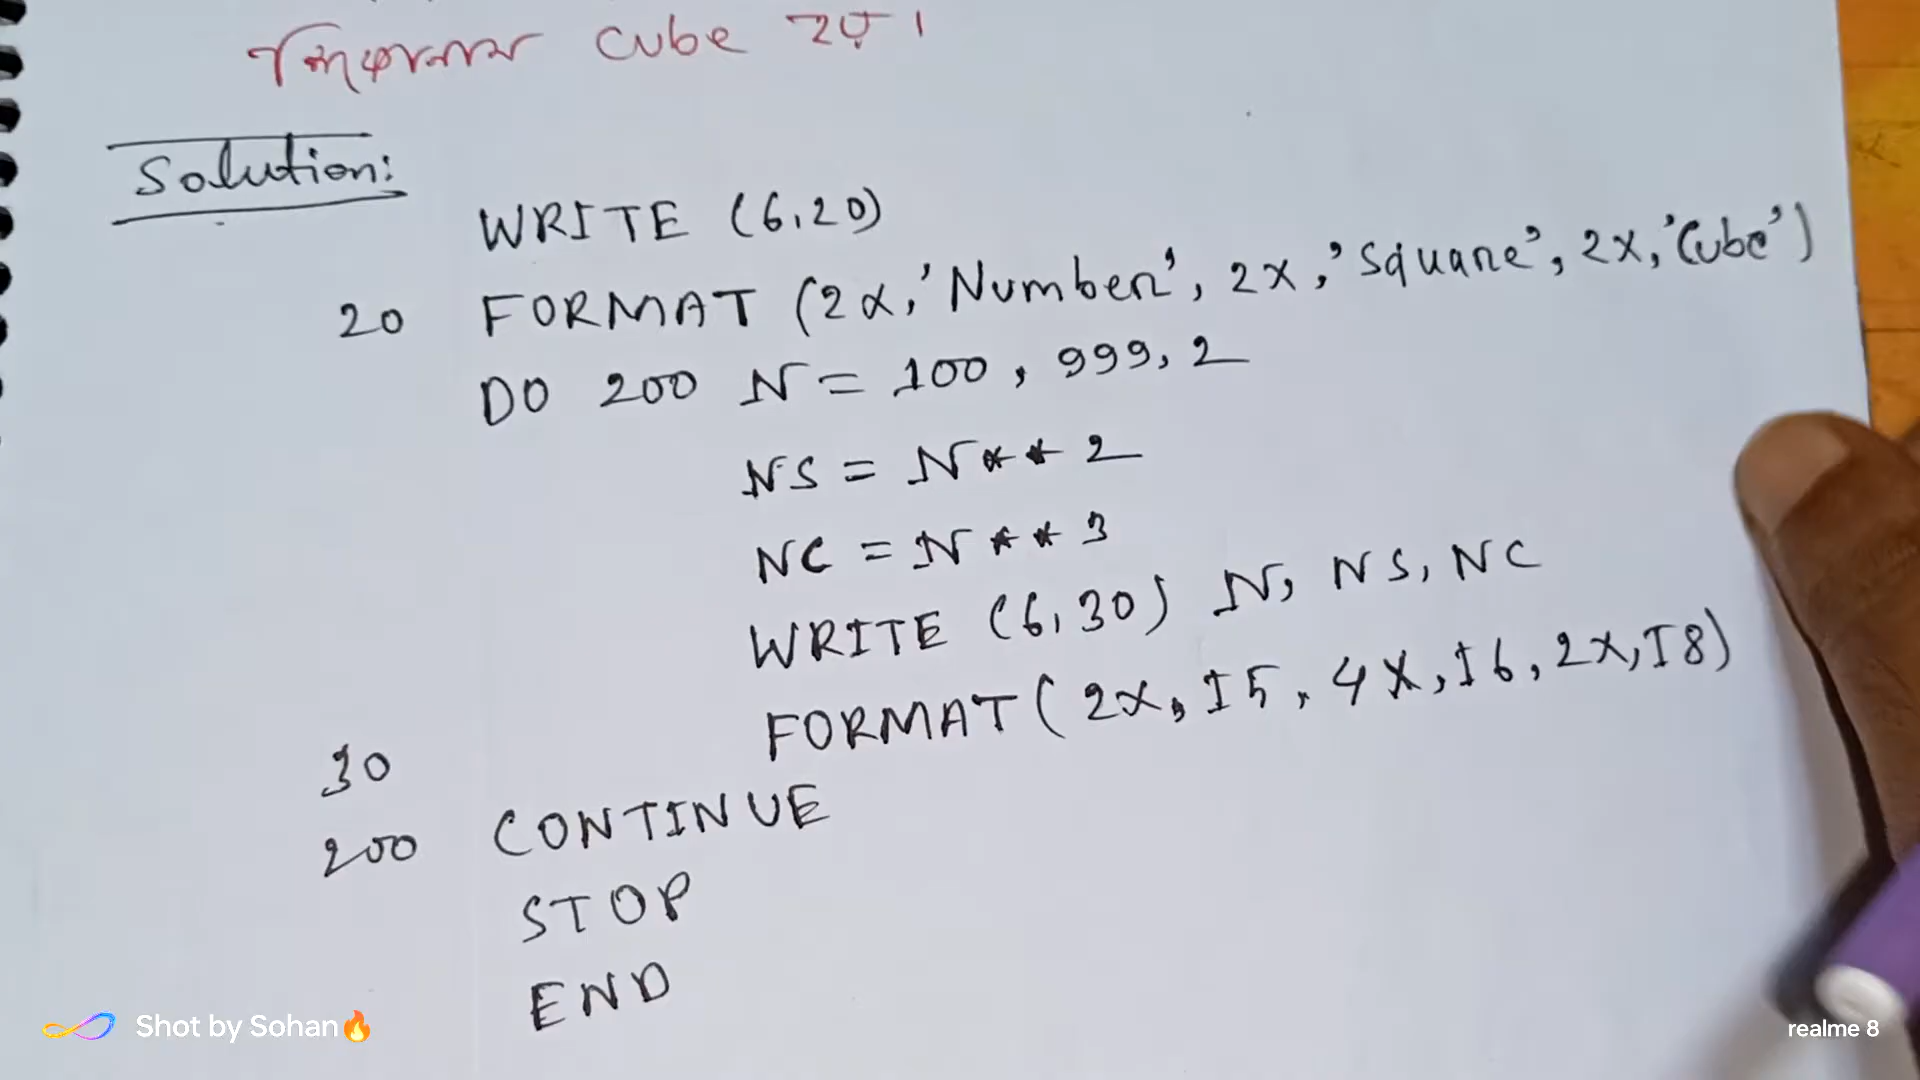 cube হয়।
Solution:
WRITE (6,20)
20 FORMAT (2X,'Number', 2X,'Square', 2X,'Cube')
DO 200 N = 100, 999, 2
NS = N**2
NC = N**3
WRITE (6,30) N, NS, NC
30 FORMAT (2X, I5, 4X, I6, 2X, I8)
200 CONTINUE
STOP
END
Shot by Sohan🔥
realme 8